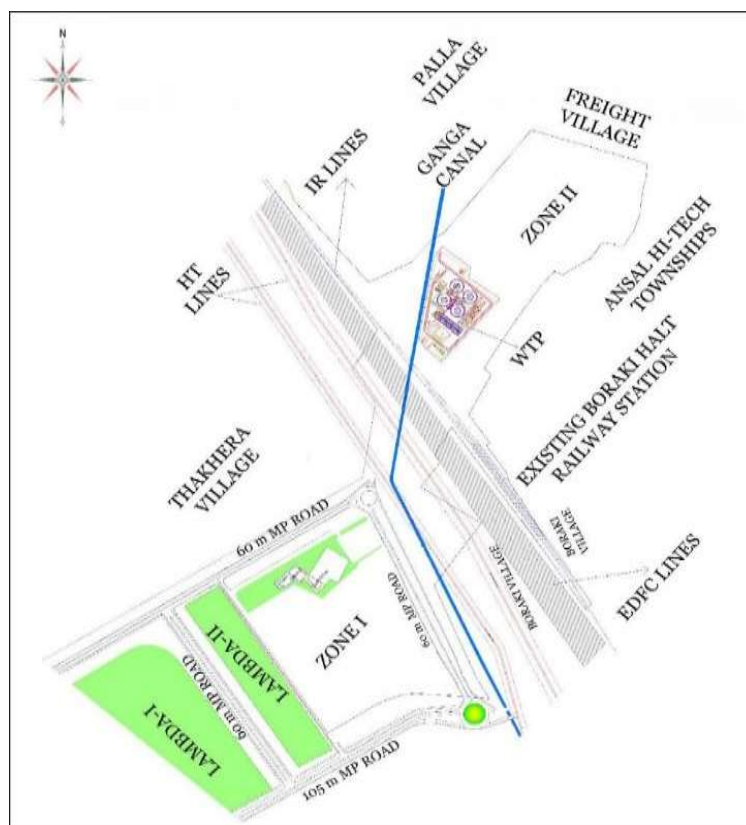 N
PALLA
VILLAGE
FREIGHT
VILLAGE
GANGA
CANAL
IR LINES
ZONE II
ANSAL HI-TECH
TOWNSHIPS
HT
LINES
WTP
EXISTING BORAKI HALT
RAILWAY STATION
THAKHERA
VILLAGE
60 m MP ROAD
BORAKI
VILLAGE
EDFC LINES
BORAKI VILLAGE
60 m MP ROAD
ZONE I
LAMBDA-II
60 m MP ROAD
LAMBDA-I
105 m MP ROAD